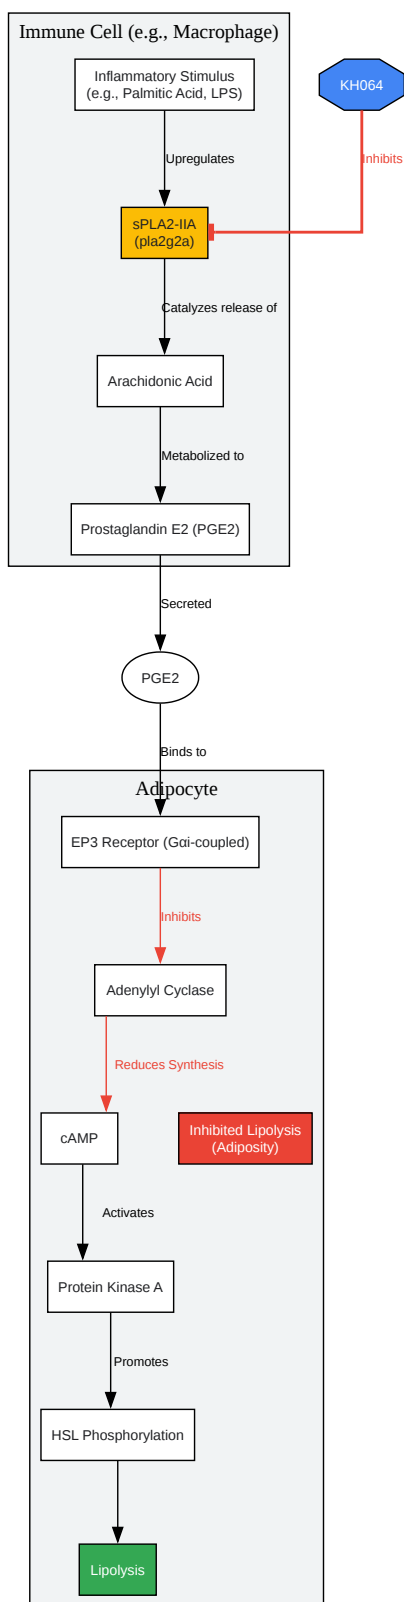 Immune Cell (e.g., Macrophage)
Inflammatory Stimulus
(e.g., Palmitic Acid, LPS)
KH064
Upregulates
Inhibits
sPLA2-IIA
(pla2g2a)
Catalyzes release of
Arachidonic Acid
Metabolized to
Prostaglandin E2 (PGE2)
Secreted
PGE2
Binds to
Adipocyte
EP3 Receptor (Gαi-coupled)
Inhibits
Adenylyl Cyclase
Reduces Synthesis
cAMP
Inhibited Lipolysis
(Adiposity)
Activates
Protein Kinase A
Promotes
HSL Phosphorylation
Lipolysis